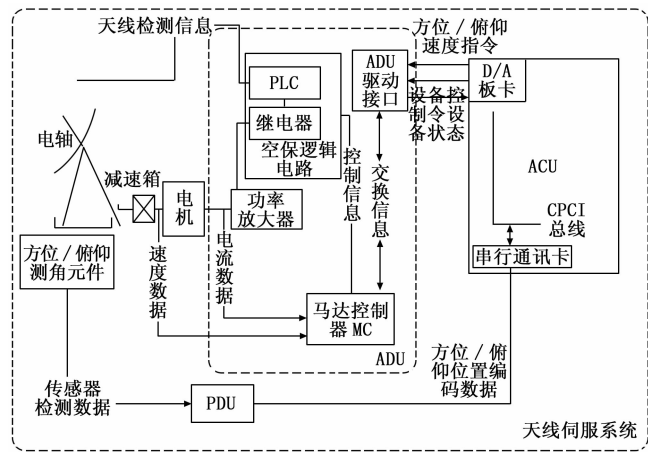 天线检测信息
方位/俯仰
速度指令
PLC
继电器
空保逻辑
电路
ADU
驱动
接口
D/A
板卡
设备控
制令设
备状态
ACU
CPCI
总线
串行通讯卡
电轴
减速箱
电机
功率
放大器
控制信息
交换信息
方位/俯仰
测角元件
速度数据
电流数据
马达控制
器MC
ADU
方位/俯
仰位置编
码数据
传感器
检测数据
PDU
天线伺服系统